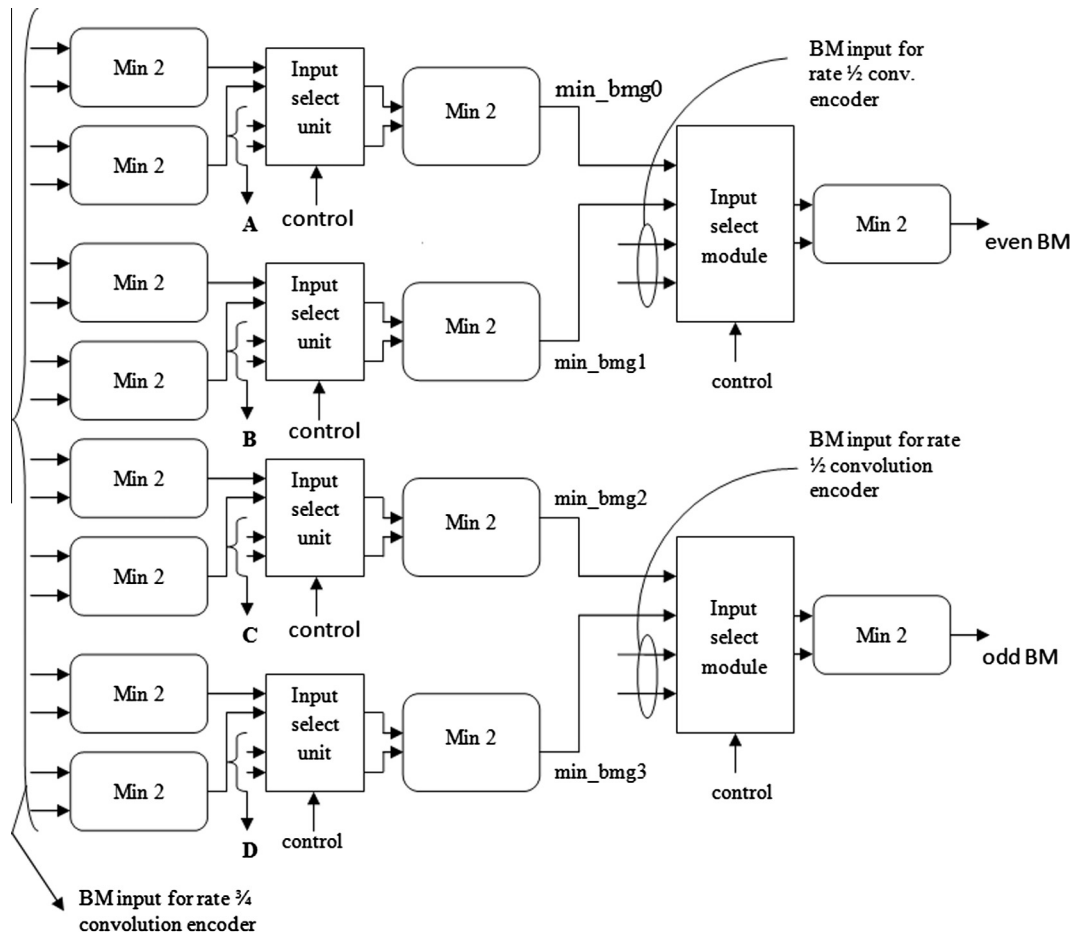 Min 2
Min 2
Input
select
unit
A
control
Min 2
min_bmg0
BM input for
rate ½ conv.
encoder
Input
select
module
control
Min 2
even BM
Min 2
Min 2
Input
select
unit
B
control
Min 2
min_bmg1
Min 2
Min 2
Input
select
unit
C
control
Min 2
min_bmg2
BM input for rate
½ convolution
encoder
Input
select
module
control
Min 2
odd BM
Min 2
Min 2
Input
select
unit
D
control
Min 2
min_bmg3
BM input for rate ¾
convolution encoder